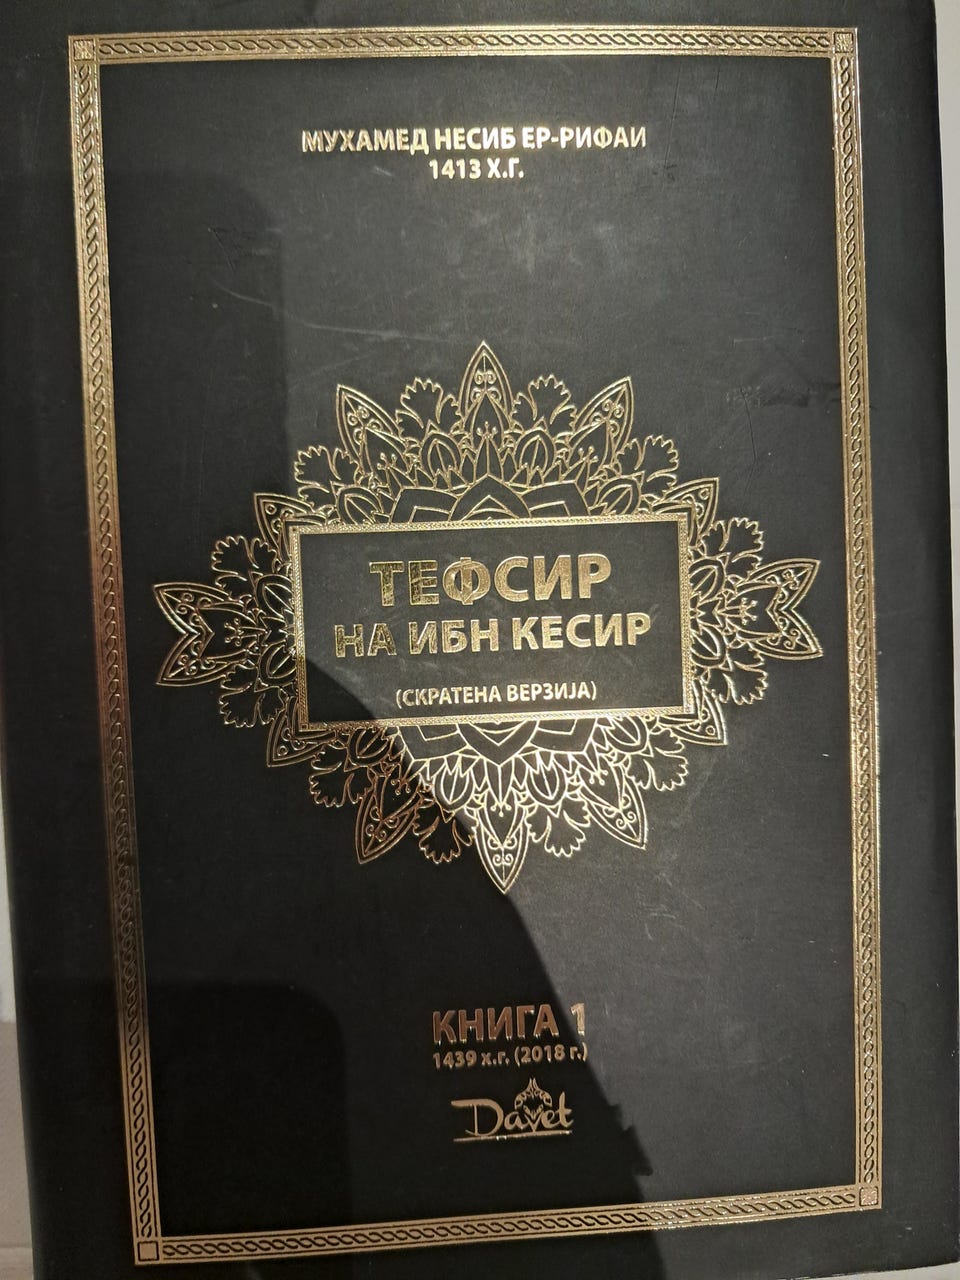 МУХАМЕД НЕСИБ ЕР-РИФАИ
1413 Х.Г.
ТЕФСИР
НА ИБН КЕСИР
(СКРАТЕНА ВЕРЗИЈА)
КНИГА 1
1439 х.г. (2018 г.)
Davet